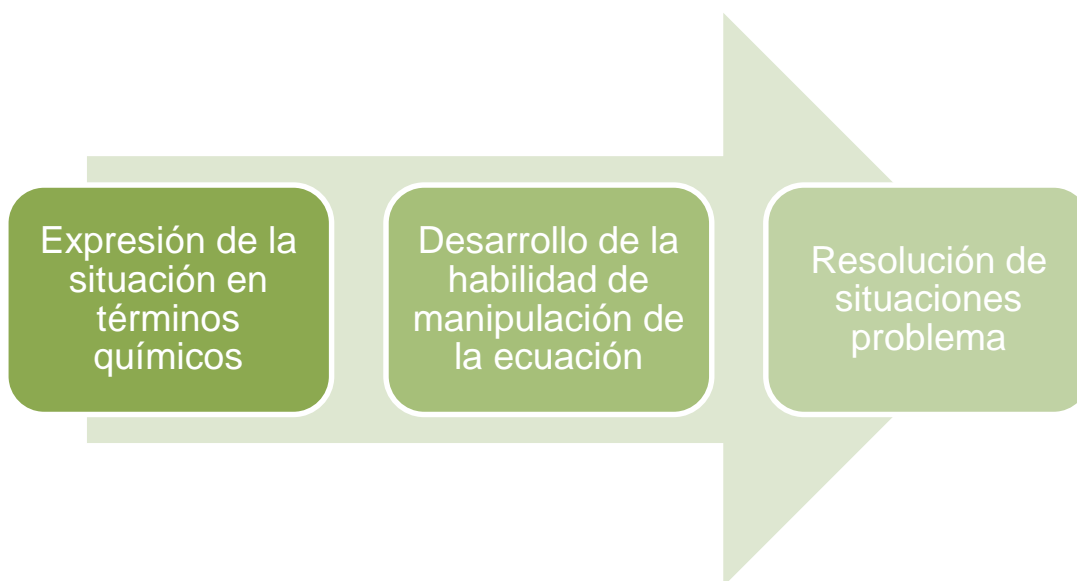 Expresión de la
situación en
términos
químicos
Desarrollo de la
habilidad de
manipulación de
la ecuación
Resolución de
situaciones
problema